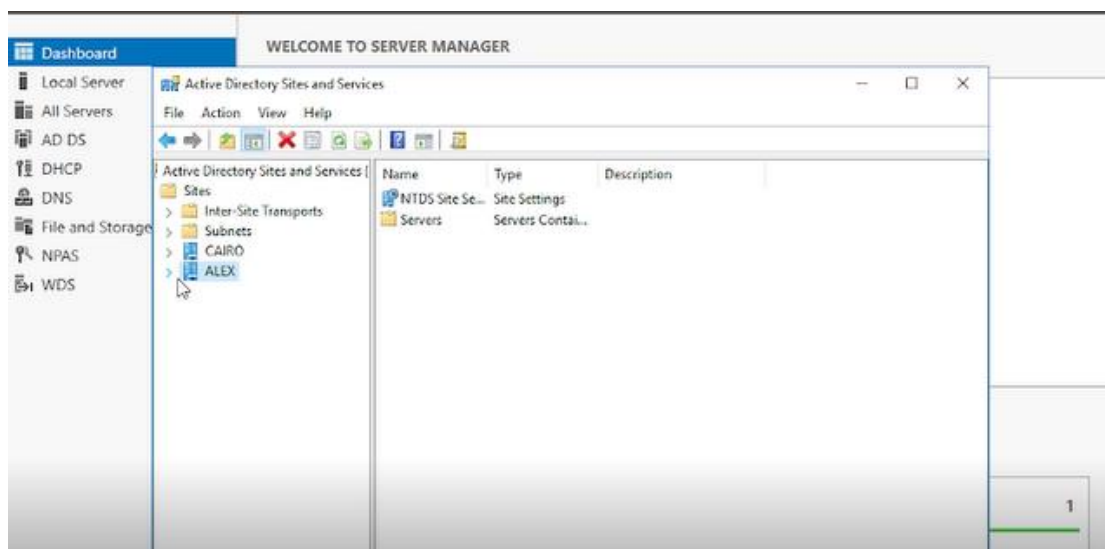 Dashboard
WELCOME TO SERVER MANAGER
Local Server
All Servers
AD DS
DHCP
DNS
File and Storage
NPAS
WDS
Active Directory Sites and Services
File Action View Help
Active Directory Sites and Services [
Sites
Inter-Site Transports
Subnets
CAIRO
ALEX
Name Type Description
NTDS Site Se... Site Settings
Servers Servers Contai...
1